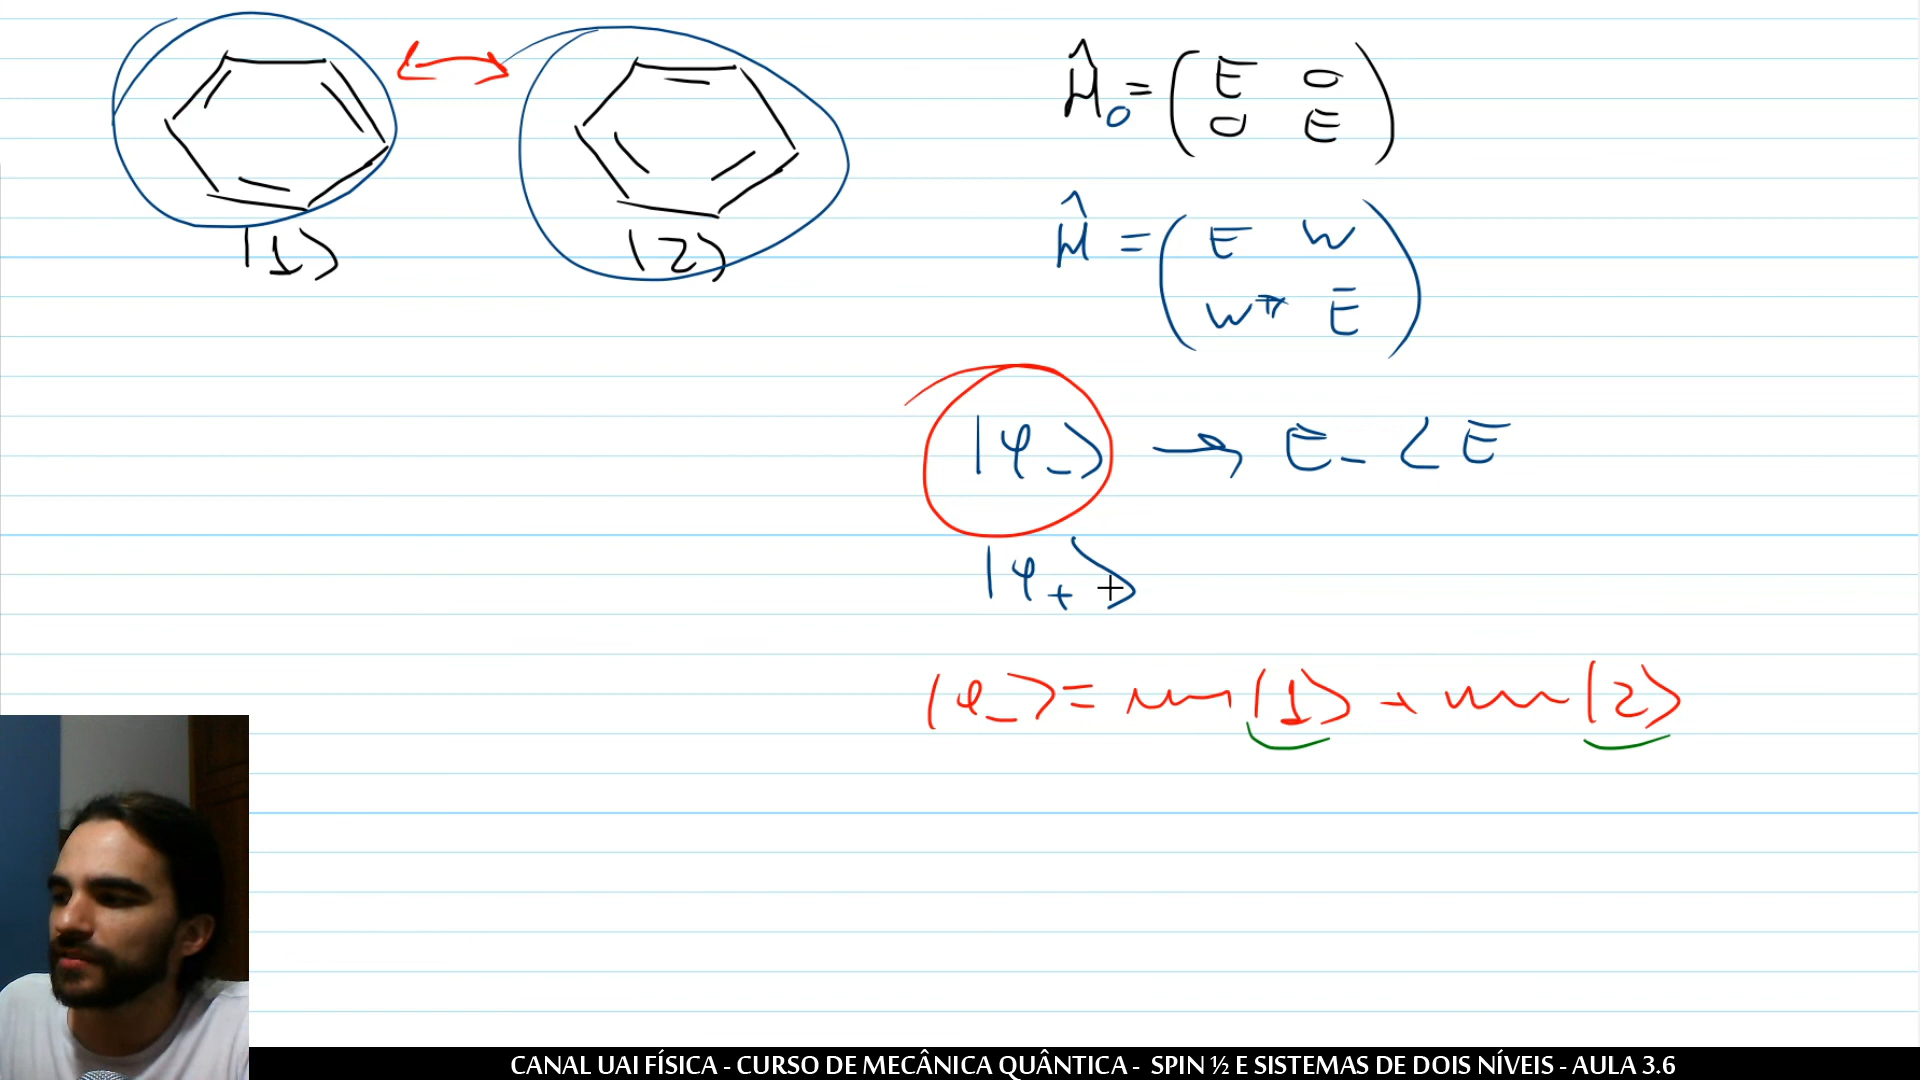 |1⟩
|2⟩
Ĥ₀ = (E 0
0 E)
Ĥ = (E W
W* E)
|φ₋⟩ → E₋ < E
|φ₊⟩
|φ₋⟩ = |1⟩ + |2⟩
CANAL UAI FÍSICA - CURSO DE MECÂNICA QUÂNTICA - SPIN ½ E SISTEMAS DE DOIS NÍVEIS - AULA 3.6